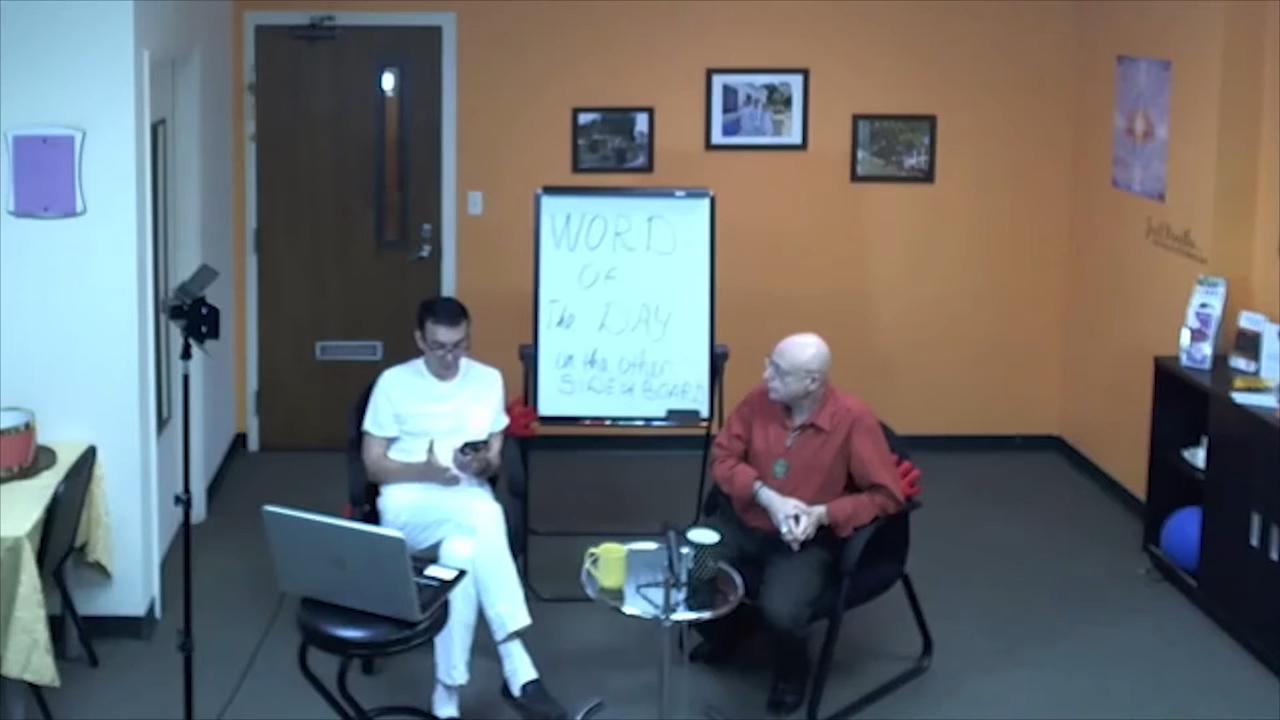 WORD
OF
The DAY
on the other
SIDE of BOARD